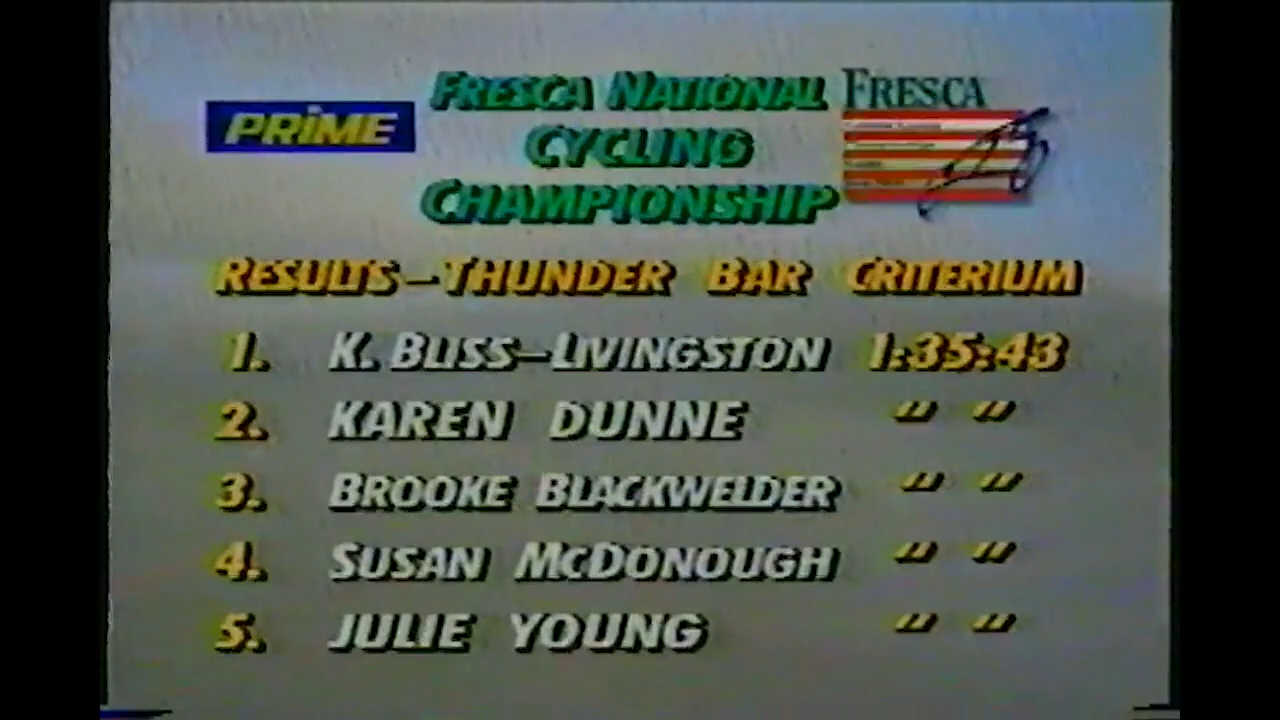 PRiME
FRESCA NATIONAL
CYCLING
CHAMPIONSHIP
FRESCA
RESULTS-THUNDER BAR CRITERIUM
1. K. BLISS-LIVINGSTON 1:35:43
2. KAREN DUNNE " "
3. BROOKE BLACKWELDER " "
4. SUSAN MCDONOUGH " "
5. JULIE YOUNG " "